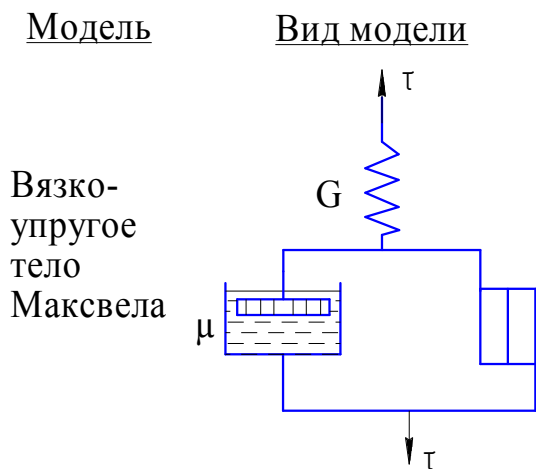 Модель Вид модели
τ
G
Вязко-
упругое
тело
Максвела
μ
τ